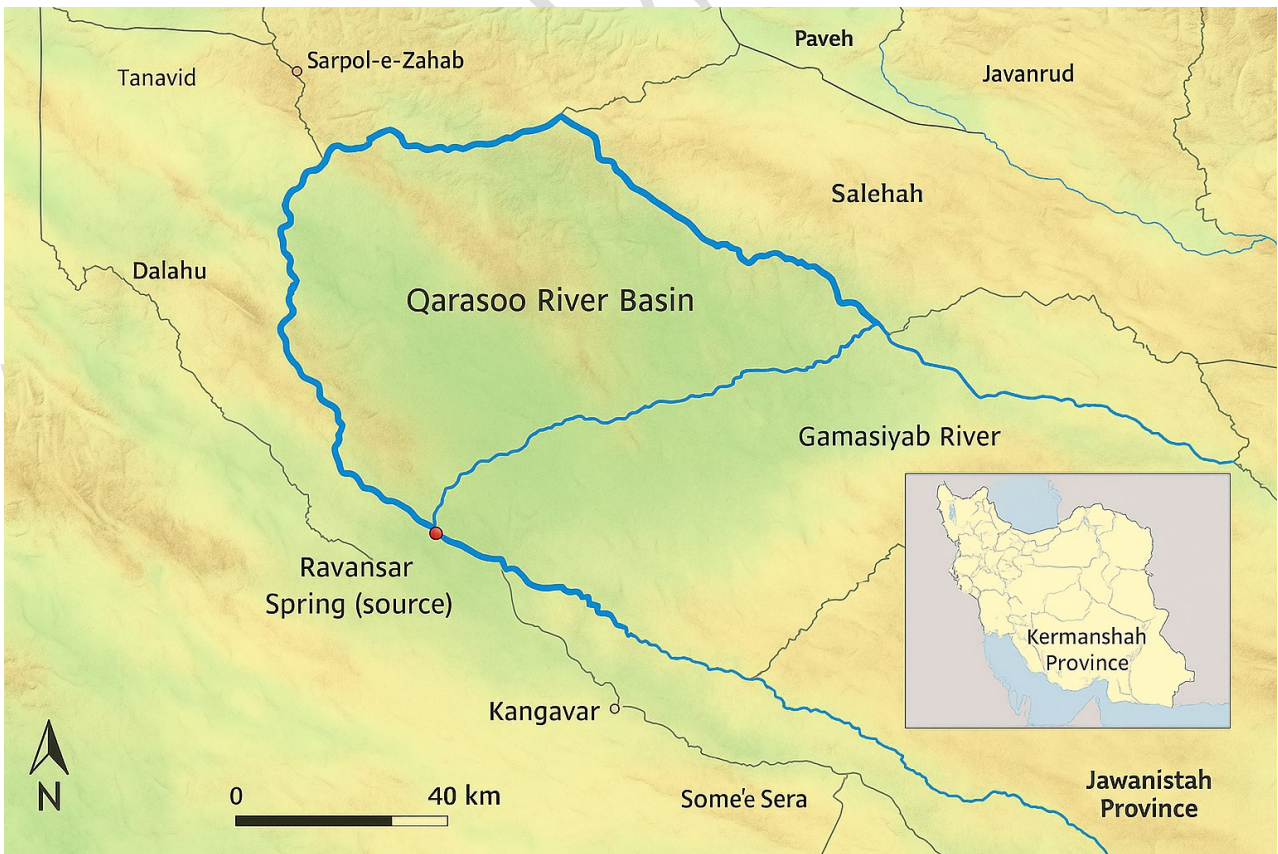 Paveh
Sarpol-e-Zahab
Tanavid
Javanrud
Salehah
Dalahu
Qarasoo River Basin
Gamasiyab River
Ravansar
Spring (source)
Kermanshah
Province
Kangavar
N
0 40 km
Some'e Sera
Jawanistah
Province